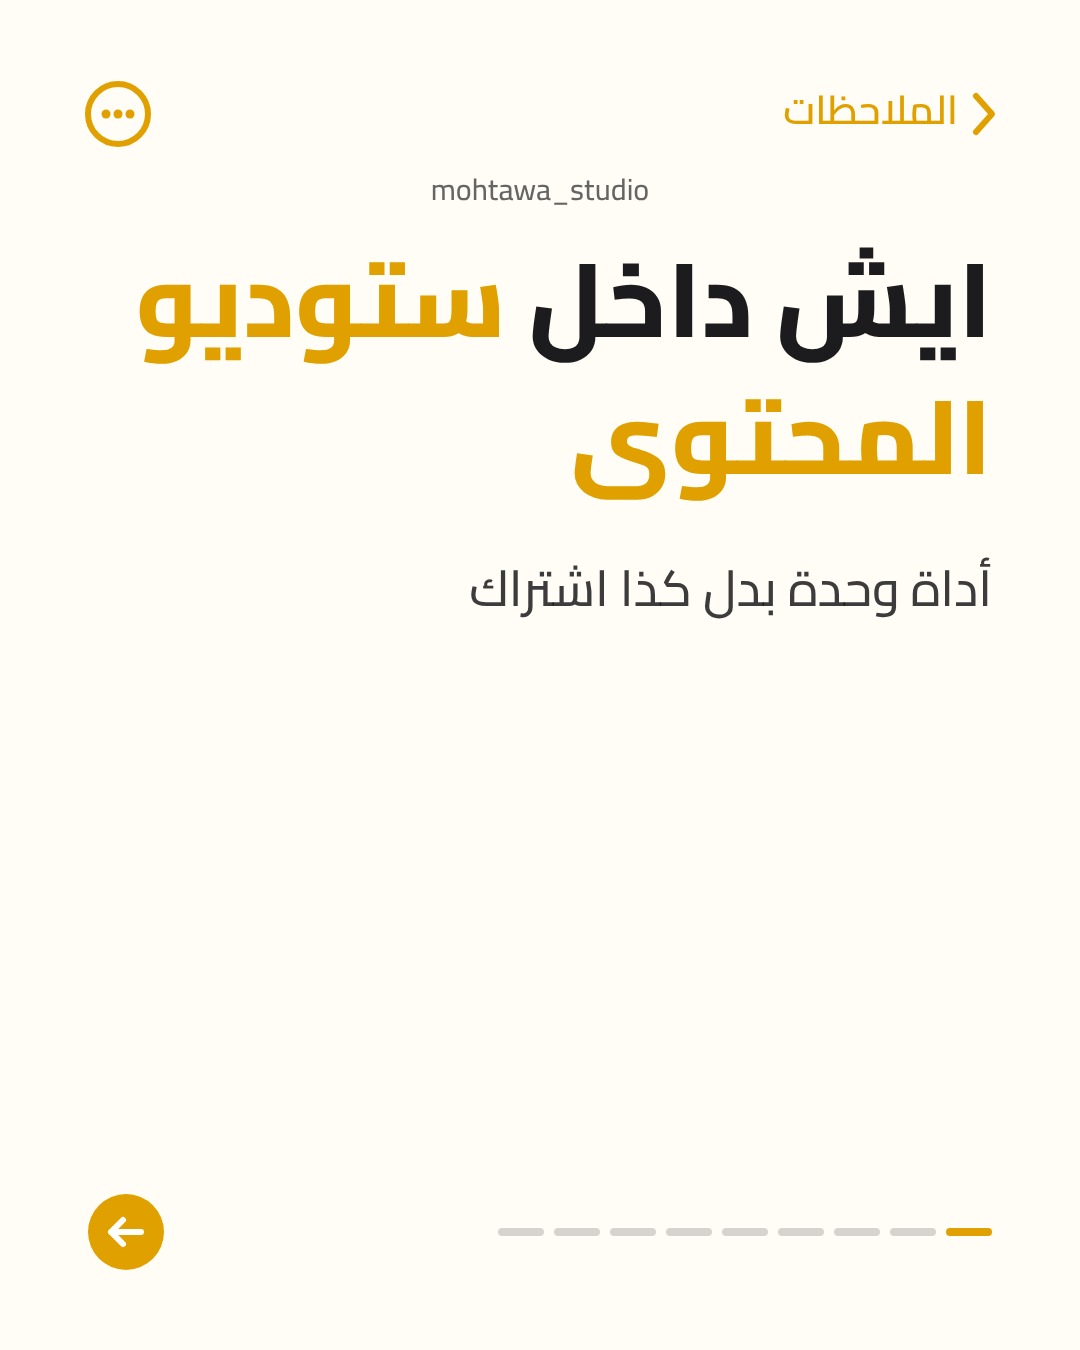 الملاحظات
mohtawa_studio
ايش داخل ستوديو
المحتوى
أداة وحدة بدل كذا اشتراك